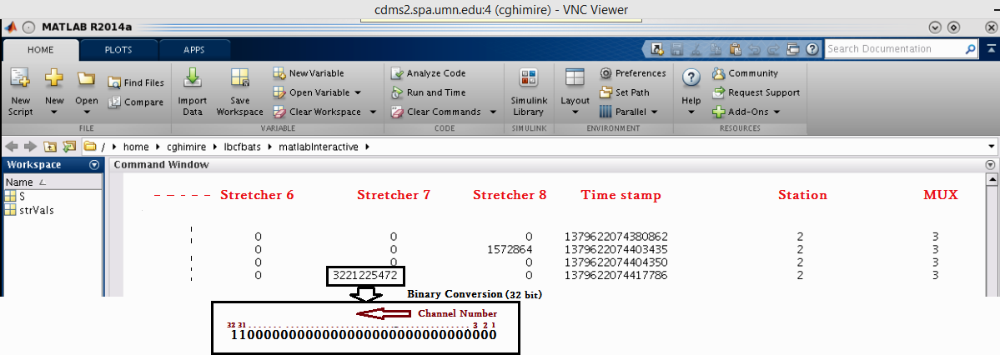 cdms2.spa.umn.edu:4 (cghimire) - VNC Viewer
MATLAB R2014a
HOME PLOTS APPS Search Documentation
New Script New Open Find Files Compare
FILE
Import Data Save Workspace New Variable Open Variable Clear Workspace
VARIABLE
Analyze Code Run and Time Clear Commands
CODE
Simulink Library
SIMULINK
Layout Preferences Set Path Parallel
ENVIRONMENT
Help Community Request Support Add-Ons
RESOURCES
/ home cghimire lbcfbats matlabInteractive
Workspace
Name
S
strVals
Command Window
- - - - - Stretcher 6 Stretcher 7 Stretcher 8 Time stamp Station MUX
0 0 0 1379622074380862 2 3
0 0 1572864 1379622074403435 2 3
0 0 0 1379622074404350 2 3
0 3221225472 0 1379622074417786 2 3
Binary Conversion (32 bit)
Channel Number
32 31 ........................................................ 3 2 1
11000000000000000000000000000000